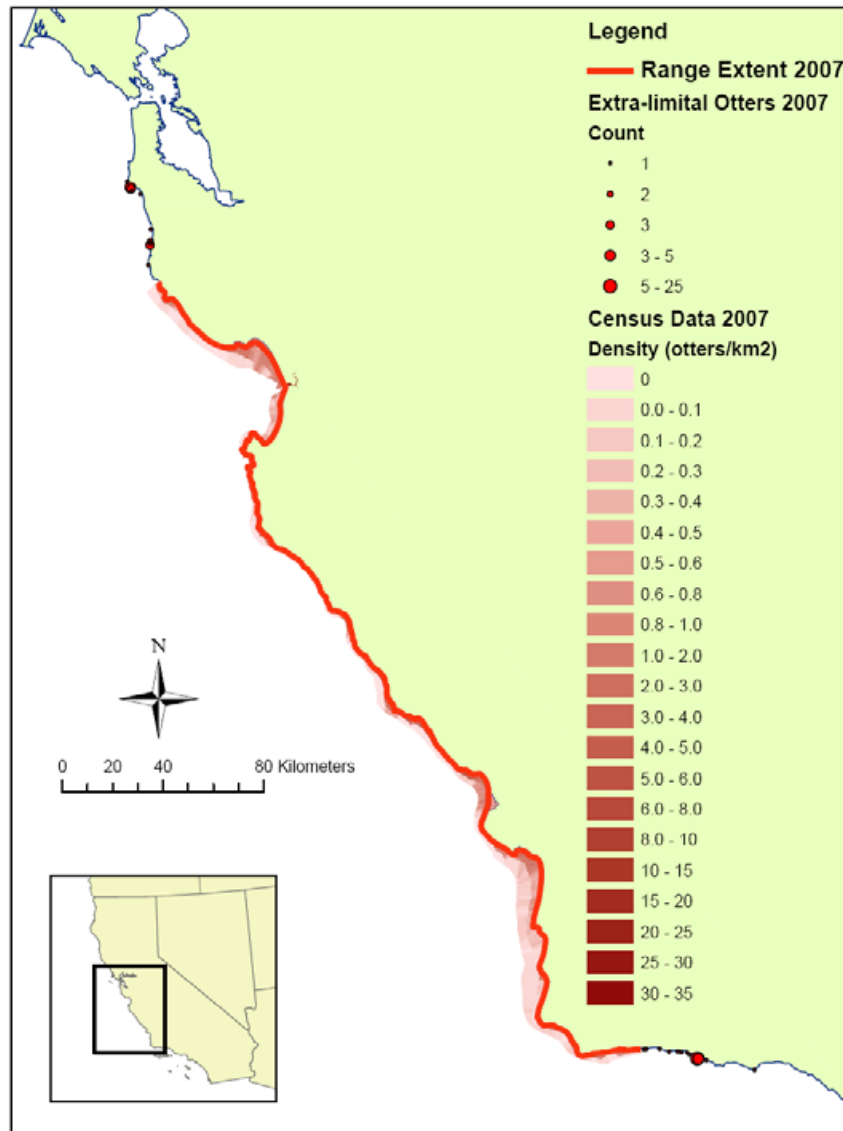 Legend
Range Extent 2007
Extra-limital Otters 2007
Count
1
2
3
3 - 5
5 - 25
Census Data 2007
Density (otters/km2)
0
0.0 - 0.1
0.1 - 0.2
0.2 - 0.3
0.3 - 0.4
0.4 - 0.5
0.5 - 0.6
0.6 - 0.8
0.8 - 1.0
1.0 - 2.0
2.0 - 3.0
3.0 - 4.0
4.0 - 5.0
5.0 - 6.0
6.0 - 8.0
8.0 - 10
10 - 15
15 - 20
20 - 25
25 - 30
30 - 35
N
0 20 40 80 Kilometers